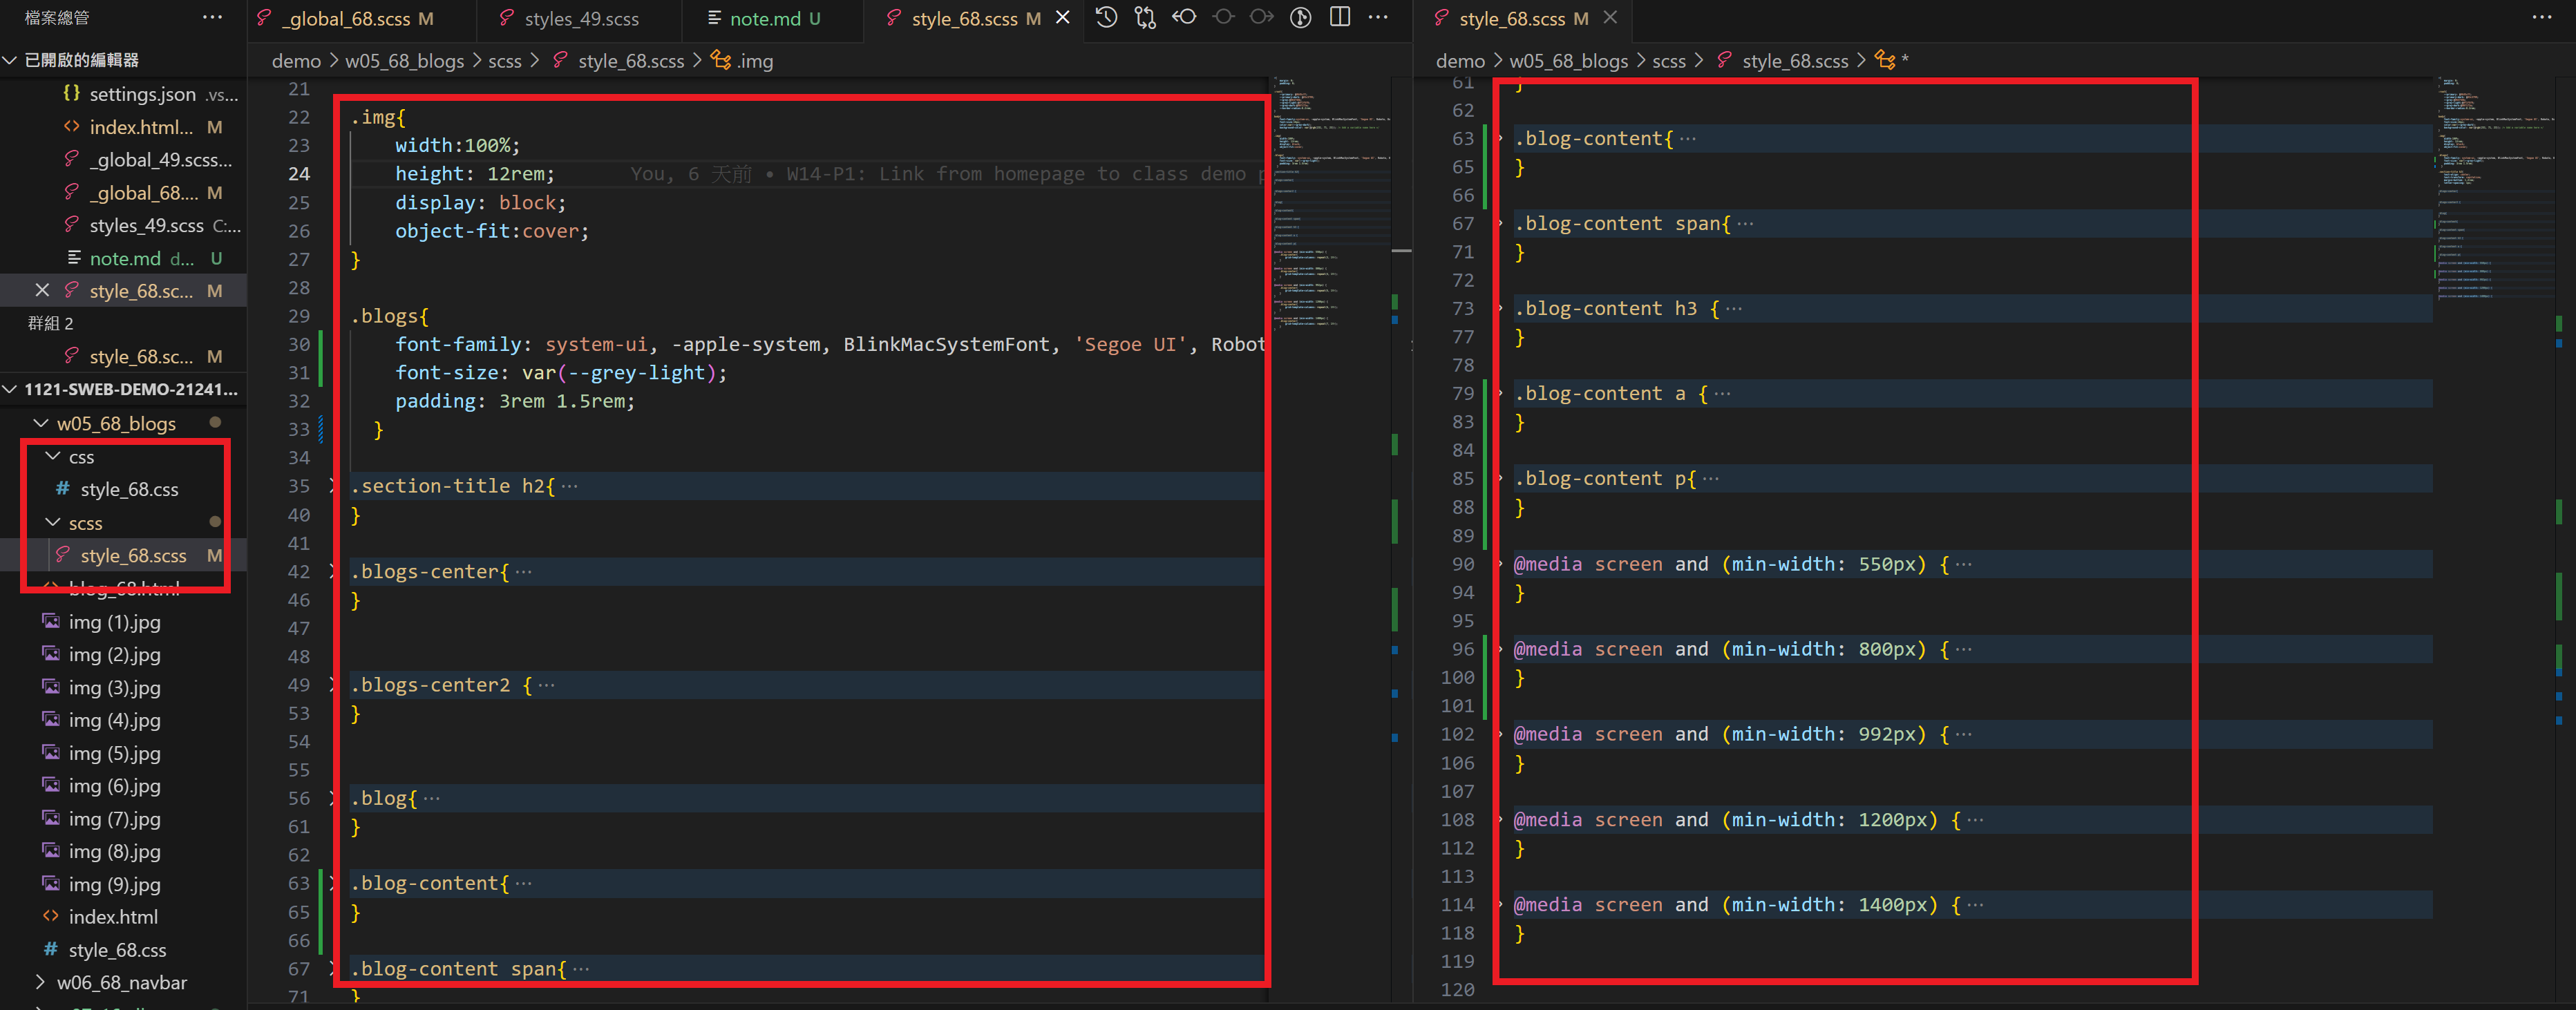 檔案總管 ···
已開啟的編輯器
{} settings.json .vs...
<> index.html... M
_global_49.scss...
_global_68.... M
styles_49.scss C:...
note.md d... U
style_68.sc... M
群組 2
style_68.sc... M
1121-SWEB-DEMO-21241...
w05_68_blogs
css
# style_68.css
scss
style_68.scss M
<> blog_68.html
img (1).jpg
img (2).jpg
img (3).jpg
img (4).jpg
img (5).jpg
img (6).jpg
img (7).jpg
img (8).jpg
img (9).jpg
<> index.html
# style_68.css
w06_68_navbar
_global_68.scss M
styles_49.scss
note.md U
style_68.scss M
demo > w05_68_blogs > scss > style_68.scss > .img
21
22 .img{
23 width:100%;
24 height: 12rem; You, 6 天前 • W14-P1: Link from homepage to class demo p
25 display: block;
26 object-fit:cover;
27 }
28
29 .blogs{
30 font-family: system-ui, -apple-system, BlinkMacSystemFont, 'Segoe UI', Robot
31 font-size: var(--grey-light);
32 padding: 3rem 1.5rem;
33 }
34
35 .section-title h2{ ···
40 }
41
42 .blogs-center{ ···
46 }
47
48
49 .blogs-center2 { ···
53 }
54
55
56 .blog{ ···
61 }
62
63 .blog-content{ ···
65 }
66
67 .blog-content span{ ···
71 }
style_68.scss M
demo > w05_68_blogs > scss > style_68.scss > *
61 }
62
63 .blog-content{ ···
65 }
66
67 .blog-content span{ ···
71 }
72
73 .blog-content h3 { ···
77 }
78
79 .blog-content a { ···
83 }
84
85 .blog-content p{ ···
88 }
89
90 @media screen and (min-width: 550px) { ···
94 }
95
96 @media screen and (min-width: 800px) { ···
100 }
101
102 @media screen and (min-width: 992px) { ···
106 }
107
108 @media screen and (min-width: 1200px) { ···
112 }
113
114 @media screen and (min-width: 1400px) { ···
118 }
119
120